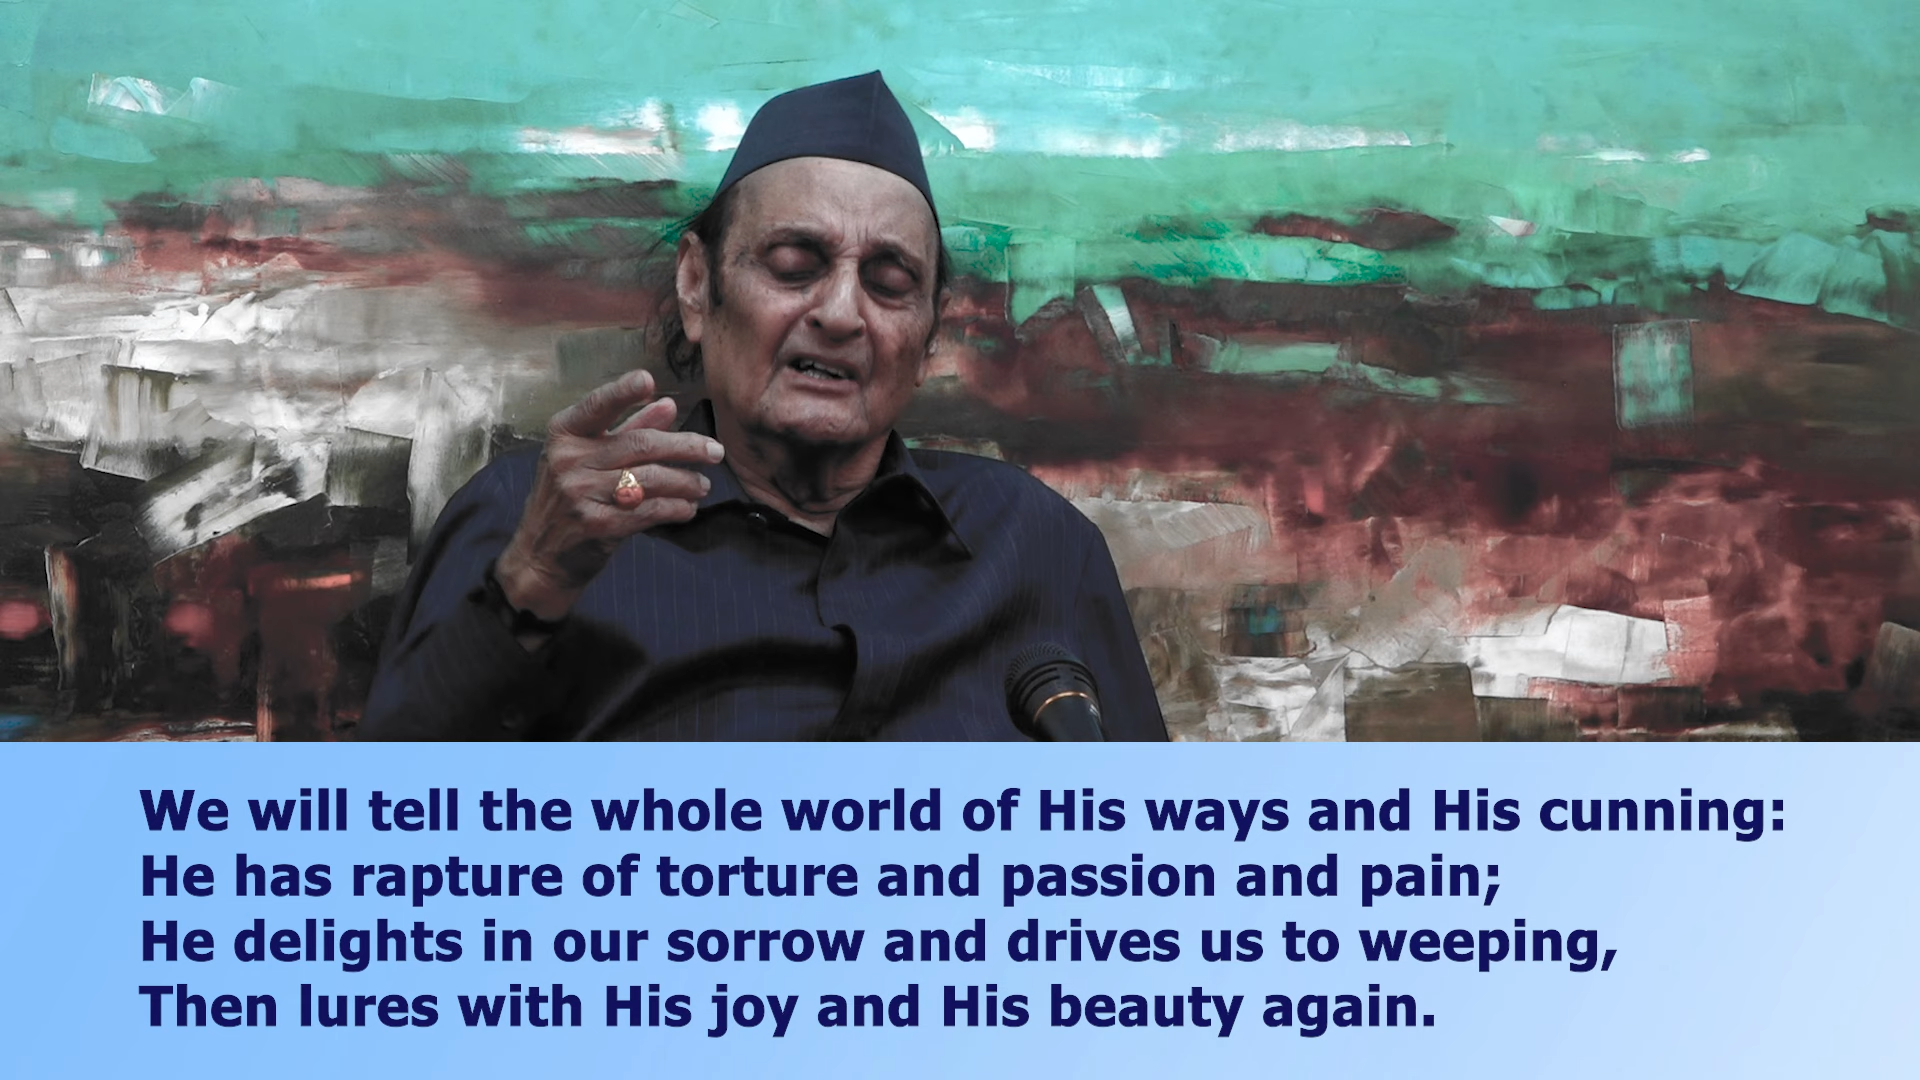 We will tell the whole world of His ways and His cunning:
He has rapture of torture and passion and pain;
He delights in our sorrow and drives us to weeping,
Then lures with His joy and His beauty again.